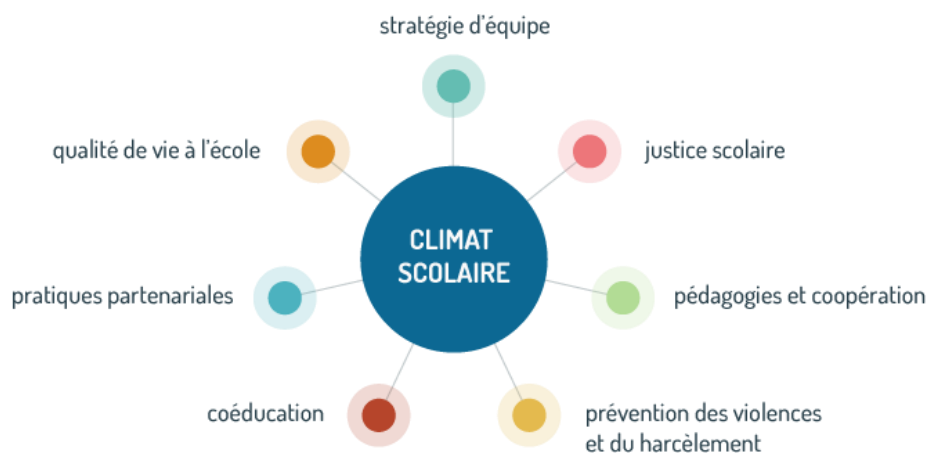 stratégie d'équipe
qualité de vie à l'école
justice scolaire
CLIMAT
SCOLAIRE
pratiques partenariales
pédagogies et coopération
coéducation
prévention des violences
et du harcèlement